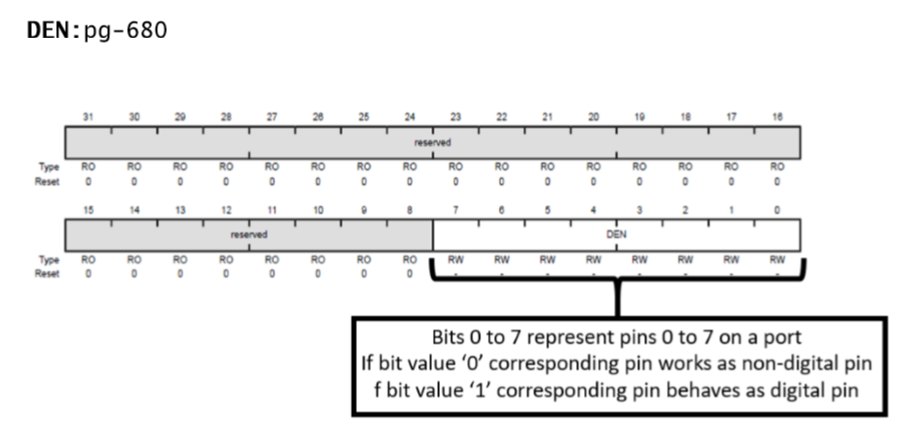 DEN:pg-680
31 30 29 28 27 26 25 24 23 22 21 20 19 18 17 16
reserved
Type RO RO RO RO RO RO RO RO RO RO RO RO RO RO RO RO
Reset 0 0 0 0 0 0 0 0 0 0 0 0 0 0 0 0
15 14 13 12 11 10 9 8 7 6 5 4 3 2 1 0
reserved DEN
Type RO RO RO RO RO RO RO RO RW RW RW RW RW RW RW RW
Reset 0 0 0 0 0 0 0 0 - - - - - - - -
Bits 0 to 7 represent pins 0 to 7 on a port
If bit value ‘0’ corresponding pin works as non-digital pin
f bit value ‘1’ corresponding pin behaves as digital pin